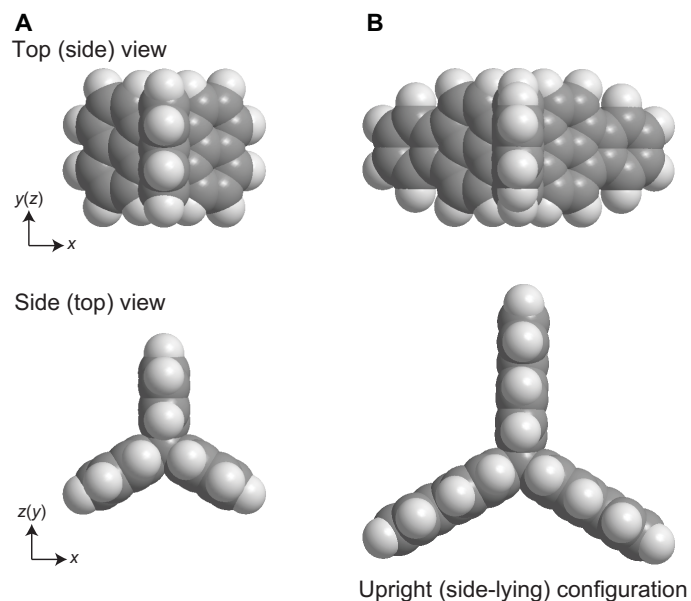 A
B
Top (side) view
y(z)
x
Side (top) view
z(y)
x
Upright (side-lying) configuration